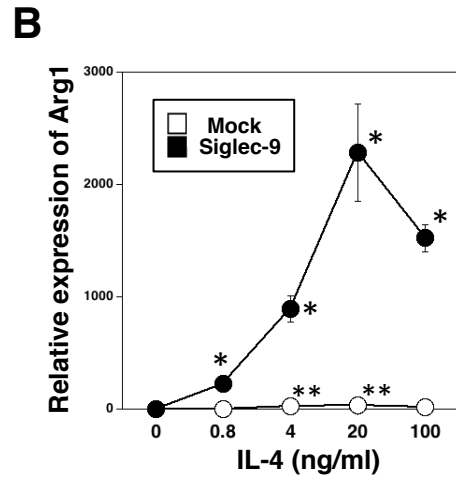 B
Relative expression of Arg1
3000
2000
1000
0
Mock
Siglec-9
*
*
*
*
**
**
0 0.8 4 20 100
IL-4 (ng/ml)